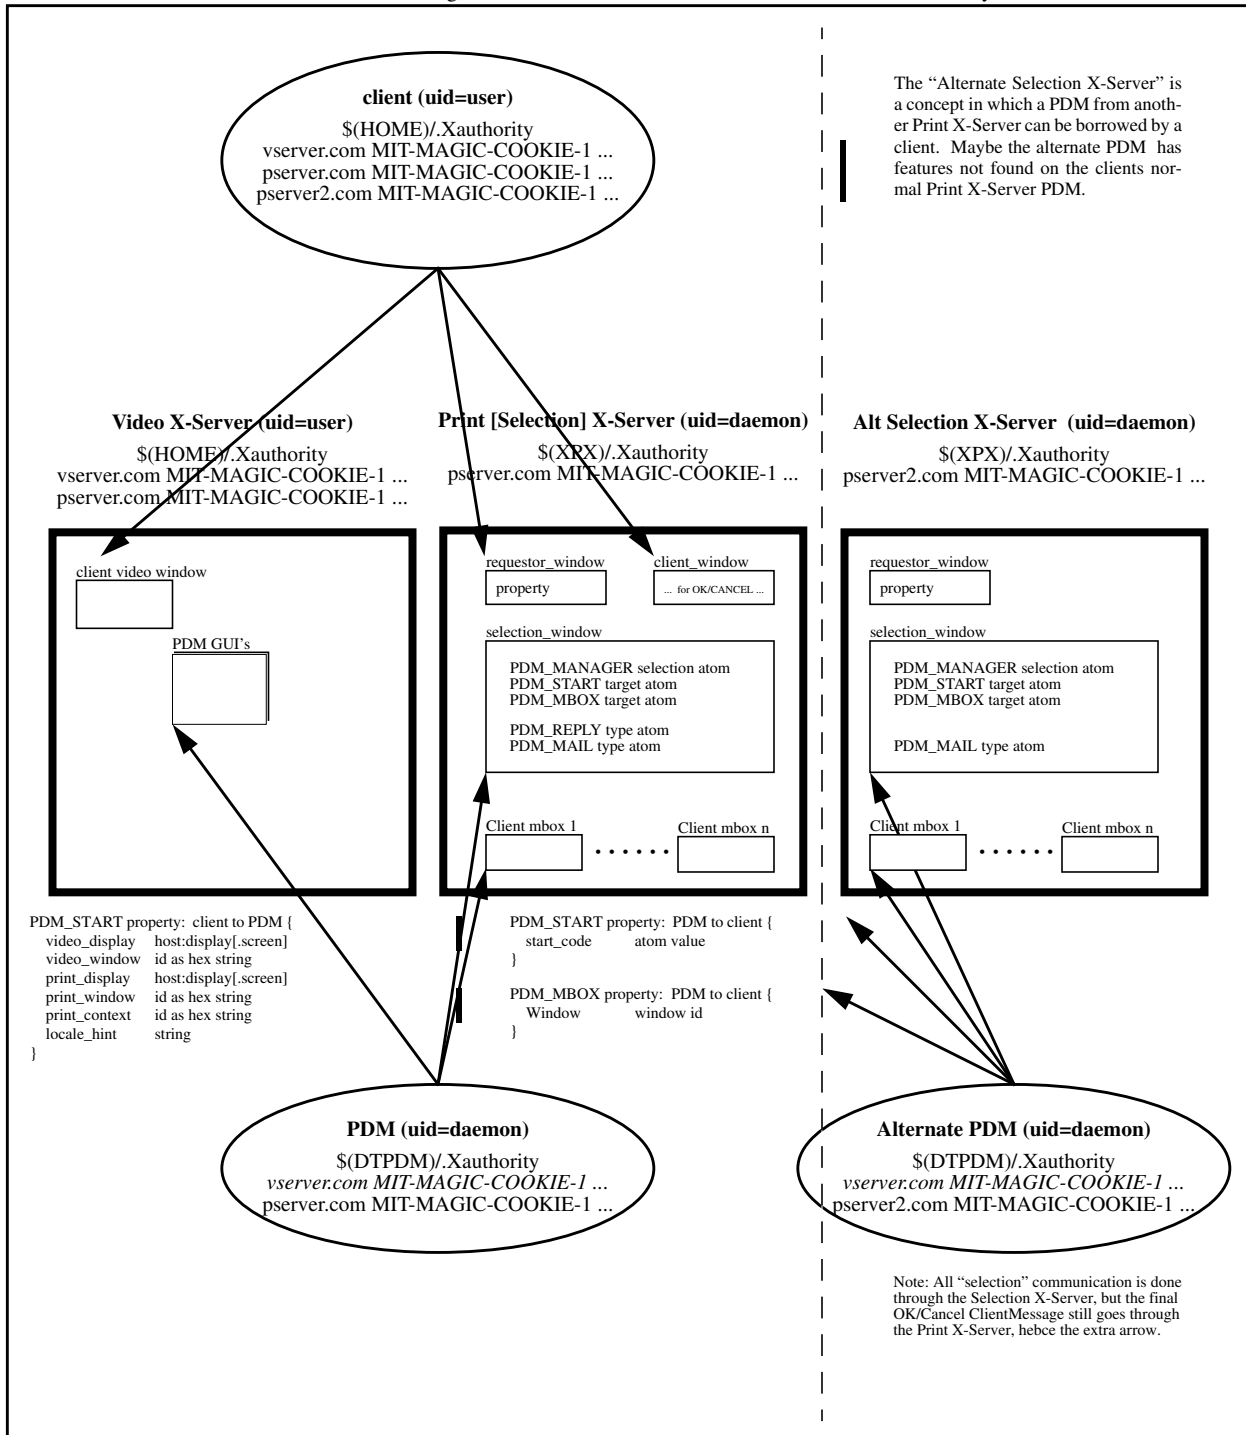 client (uid=user)
$(HOME)/.Xauthority
vserver.com MIT-MAGIC-COOKIE-1 ...
pserver.com MIT-MAGIC-COOKIE-1 ...
pserver2.com MIT-MAGIC-COOKIE-1 ...
The “Alternate Selection X-Server” is
a concept in which a PDM from anoth-
er Print X-Server can be borrowed by a
client. Maybe the alternate PDM has
features not found on the clients nor-
mal Print X-Server PDM.
Video X-Server (uid=user)
$(HOME)/.Xauthority
vserver.com MIT-MAGIC-COOKIE-1 ...
pserver.com MIT-MAGIC-COOKIE-1 ...
Print [Selection] X-Server (uid=daemon)
$(XPX)/.Xauthority
pserver.com MIT-MAGIC-COOKIE-1 ...
Alt Selection X-Server (uid=daemon)
$(XPX)/.Xauthority
pserver2.com MIT-MAGIC-COOKIE-1 ...
client video window
PDM GUI's
requestor_window
property
client_window
... for OK/CANCEL ...
selection_window
PDM_MANAGER selection atom
PDM_START target atom
PDM_MBOX target atom
PDM_REPLY type atom
PDM_MAIL type atom
Client mbox 1
. . . . . .
Client mbox n
requestor_window
property
selection_window
PDM_MANAGER selection atom
PDM_START target atom
PDM_MBOX target atom
PDM_MAIL type atom
Client mbox 1
. . . . . .
Client mbox n
PDM_START property: client to PDM {
video_display host:display[.screen]
video_window id as hex string
print_display host:display[.screen]
print_window id as hex string
print_context id as hex string
locale_hint string
}
PDM_START property: PDM to client {
start_code atom value
}
PDM_MBOX property: PDM to client {
Window window id
}
PDM (uid=daemon)
$(DTPDM)/.Xauthority
vserver.com MIT-MAGIC-COOKIE-1 ...
pserver.com MIT-MAGIC-COOKIE-1 ...
Alternate PDM (uid=daemon)
$(DTPDM)/.Xauthority
vserver.com MIT-MAGIC-COOKIE-1 ...
pserver2.com MIT-MAGIC-COOKIE-1 ...
Note: All “selection” communication is done
through the Selection X-Server, but the final
OK/Cancel ClientMessage still goes through
the Print X-Server, hebce the extra arrow.